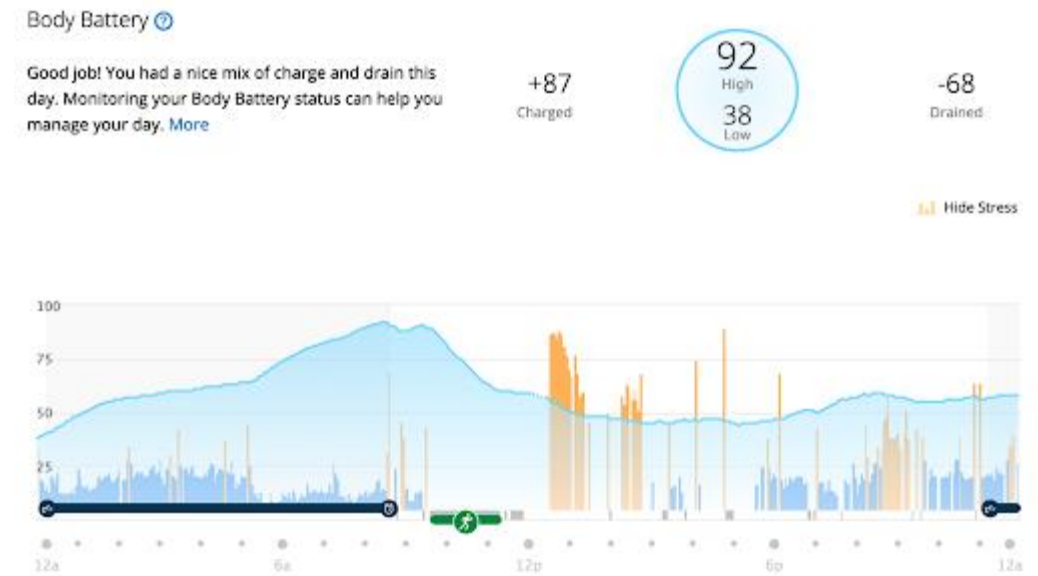 Body Battery ?
Good job! You had a nice mix of charge and drain this
day. Monitoring your Body Battery status can help you
manage your day. More
+87
Charged
92
High
38
Low
-68
Drained
Hide Stress
100
75
50
25
12a
6a
12p
6p
12a